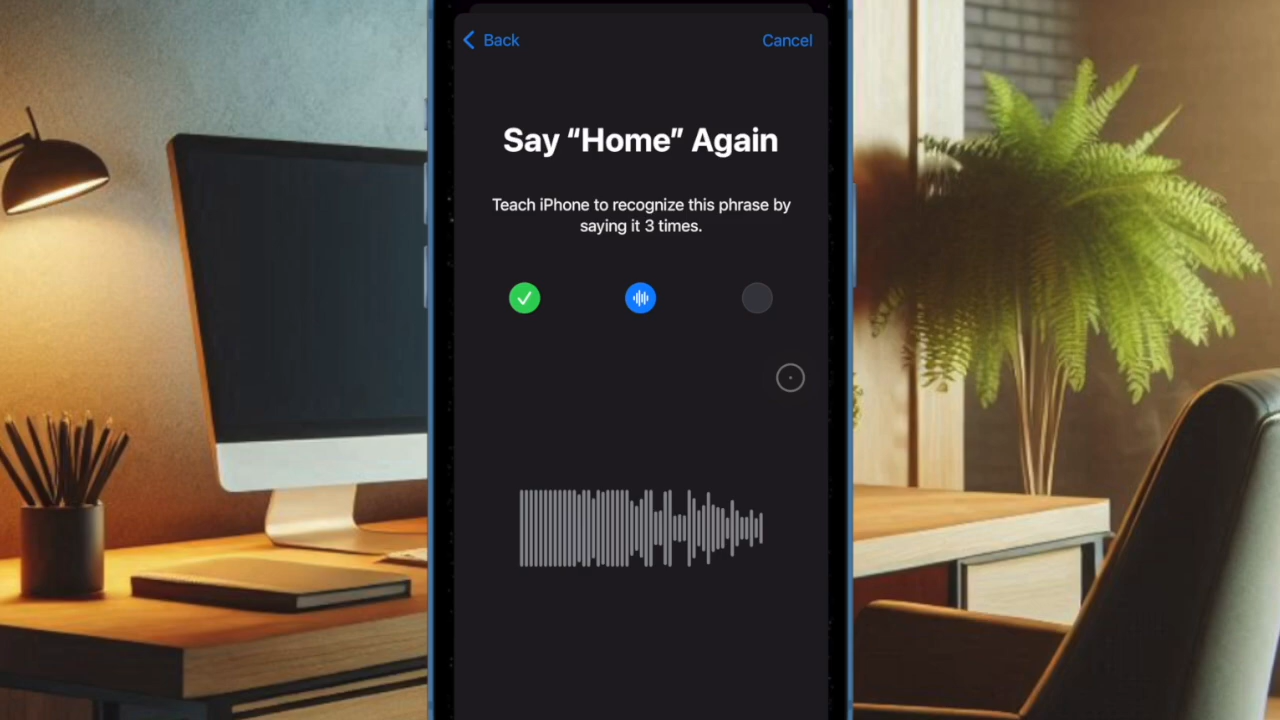 Back
Cancel
Say “Home” Again
Teach iPhone to recognize this phrase by
saying it 3 times.